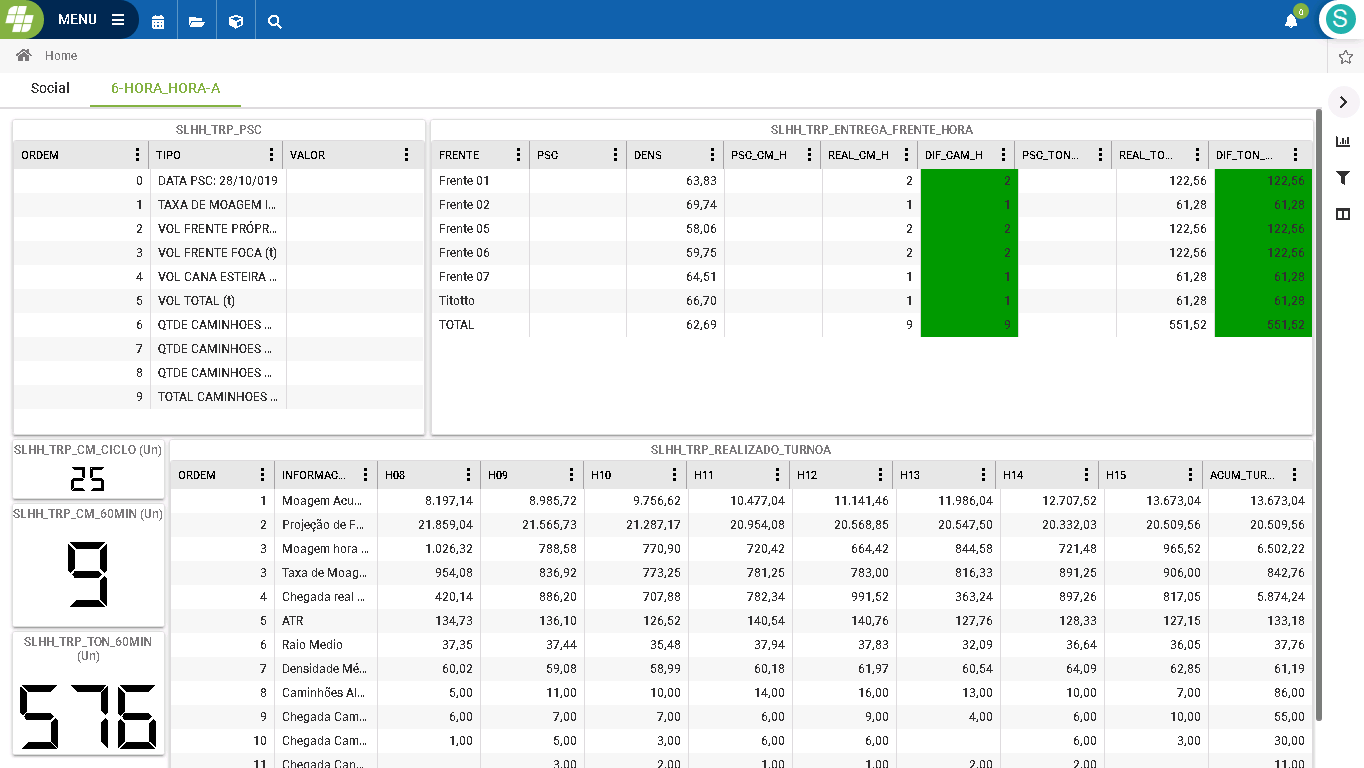 MENU
0
S
Home
Social 6-HORA_HORA-A
SLHH_TRP_PSC
ORDEM TIPO VALOR
0 DATA PSC: 28/10/019
1 TAXA DE MOAGEM I...
2 VOL FRENTE PRÓPR...
3 VOL FRENTE FOCA (t)
4 VOL CANA ESTEIRA ...
5 VOL TOTAL (t)
6 QTDE CAMINHOES ...
7 QTDE CAMINHOES ...
8 QTDE CAMINHOES ...
9 TOTAL CAMINHOES ...
SLHH_TRP_ENTREGA_FRENTE_HORA
FRENTE PSC DENS PSC_CM_H REAL_CM_H DIF_CAM_H PSC_TON... REAL_TO... DIF_TON_...
Frente 01 63,83 2 2 122,56 122,56
Frente 02 69,74 1 1 61,28 61,28
Frente 05 58,06 2 2 122,56 122,56
Frente 06 59,75 2 2 122,56 122,56
Frente 07 64,51 1 1 61,28 61,28
Titotto 66,70 1 1 61,28 61,28
TOTAL 62,69 9 9 551,52 551,52
SLHH_TRP_CM_CICLO (Un)
25
SLHH_TRP_CM_60MIN (Un)
9
SLHH_TRP_TON_60MIN
(Un)
576
SLHH_TRP_REALIZADO_TURNOA
ORDEM INFORMAC... H08 H09 H10 H11 H12 H13 H14 H15 ACUM_TUR...
1 Moagem Acu... 8.197,14 8.985,72 9.756,62 10.477,04 11.141,46 11.986,04 12.707,52 13.673,04 13.673,04
2 Projeção de F... 21.859,04 21.565,73 21.287,17 20.954,08 20.568,85 20.547,50 20.332,03 20.509,56 20.509,56
3 Moagem hora ... 1.026,32 788,58 770,90 720,42 664,42 844,58 721,48 965,52 6.502,22
3 Taxa de Moag... 954,08 836,92 773,25 781,25 783,00 816,33 891,25 906,00 842,76
4 Chegada real ... 420,14 886,20 707,88 782,34 991,52 363,24 897,26 817,05 5.874,24
5 ATR 134,73 136,10 126,52 140,54 140,76 127,76 128,33 127,15 133,18
6 Raio Medio 37,35 37,44 35,48 37,94 37,83 32,09 36,64 36,05 37,76
7 Densidade Mé... 60,02 59,08 58,99 60,18 61,97 60,54 64,09 62,85 61,19
8 Caminhões Al... 5,00 11,00 10,00 14,00 16,00 13,00 10,00 7,00 86,00
9 Chegada Cam... 6,00 7,00 7,00 6,00 9,00 4,00 6,00 10,00 55,00
10 Chegada Cam... 1,00 5,00 3,00 6,00 6,00 6,00 3,00 30,00
11 Chegada Can... 3,00 2,00 1,00 1,00 2,00 2,00 11,00